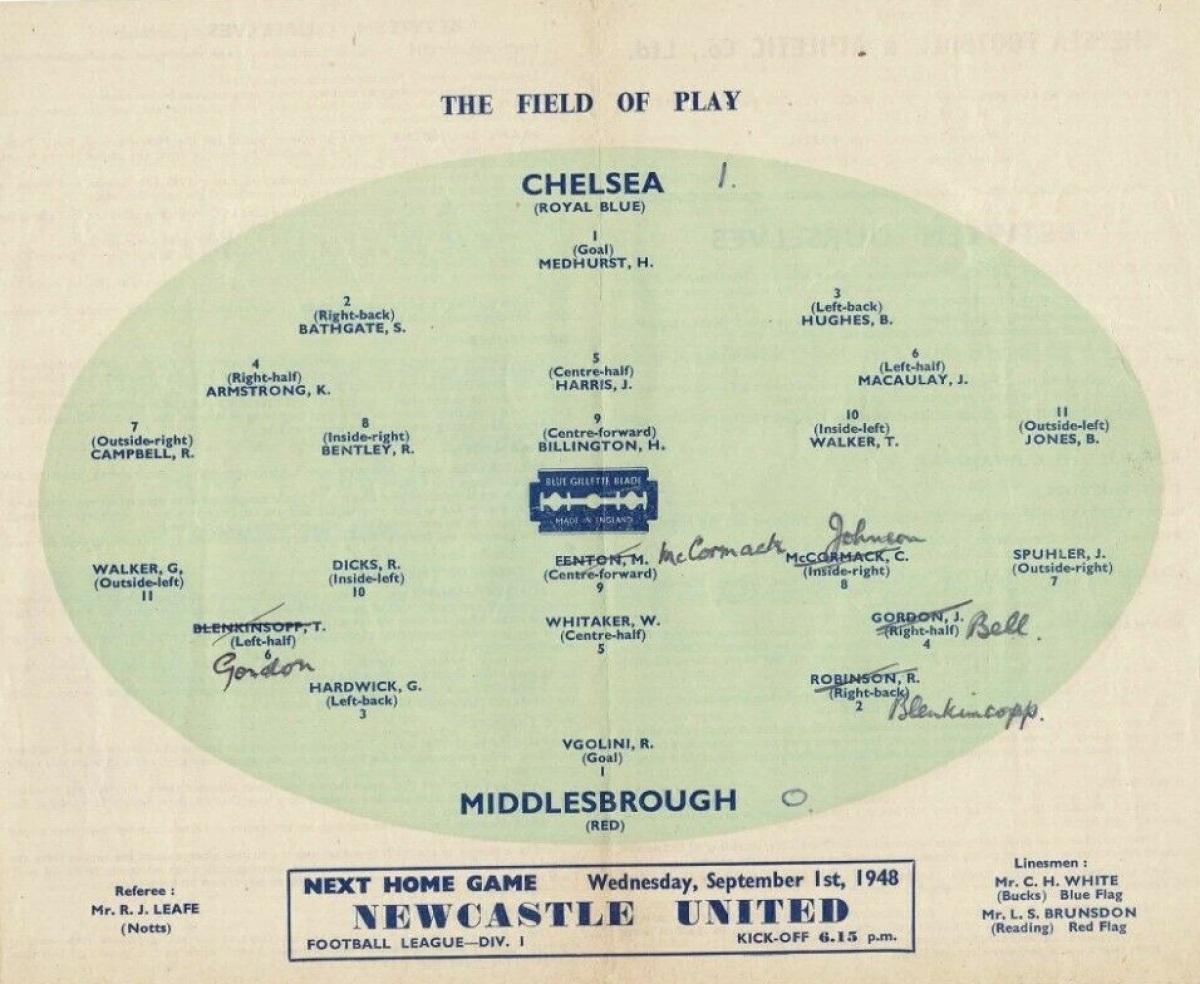 THE FIELD OF PLAY
CHELSEA 1.
(ROYAL BLUE)
1
(Goal)
MEDHURST, H.
2
(Right-back)
BATHGATE, S.
3
(Left-back)
HUGHES, B.
4
(Right-half)
ARMSTRONG, K.
5
(Centre-half)
HARRIS, J.
6
(Left-half)
MACAULAY, J.
7
(Outside-right)
CAMPBELL, R.
8
(Inside-right)
BENTLEY, R.
9
(Centre-forward)
BILLINGTON, H.
10
(Inside-left)
WALKER, T.
11
(Outside-left)
JONES, B.
BLUE GILLETTE BLADE
MADE IN ENGLAND
WALKER, G,
(Outside-left)
11
DICKS, R.
(Inside-left)
10
FENTON, M. McCormack
(Centre-forward)
9
Johnson
McCORMACK, C.
(Inside-right)
8
SPUHLER, J.
(Outside-right)
7
BLENKINSOPP, T.
(Left-half)
6
Gordon
WHITAKER, W.
(Centre-half)
5
GORDON, J.
(Right-half) Bell.
4
HARDWICK, G.
(Left-back)
3
ROBINSON, R.
(Right-back)
2
Blenkinsopp.
VGOLINI, R.
(Goal)
1
MIDDLESBROUGH 0.
(RED)
Referee :
Mr. R. J. LEAFE
(Notts)
NEXT HOME GAME Wednesday, September 1st, 1948
NEWCASTLE UNITED
FOOTBALL LEAGUE—DIV. 1 KICK-OFF 6.15 p.m.
Linesmen :
Mr. C. H. WHITE
(Bucks) Blue Flag
Mr. L. S. BRUNSDON
(Reading) Red Flag